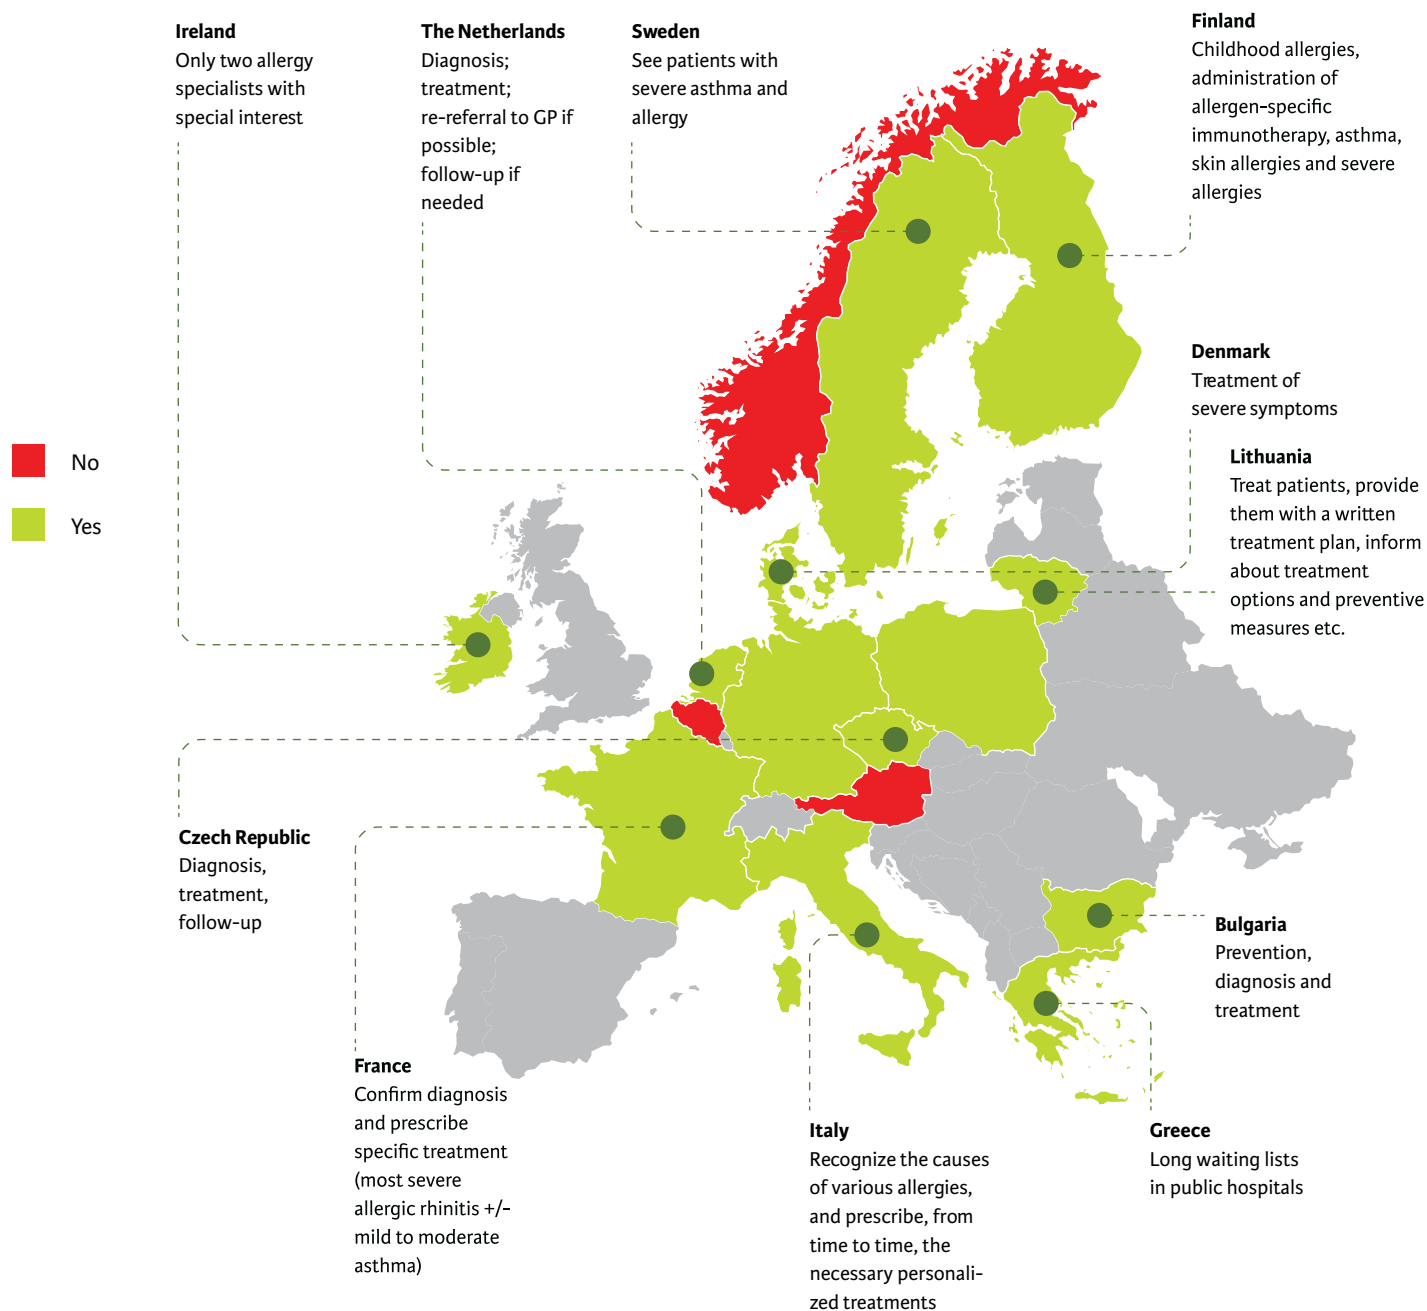 Ireland
Only two allergy
specialists with
special interest
The Netherlands
Diagnosis;
treatment;
re-referral to GP if
possible;
follow-up if
needed
Sweden
See patients with
severe asthma and
allergy
Finland
Childhood allergies,
administration of
allergen-specific
immunotherapy, asthma,
skin allergies and severe
allergies
Denmark
Treatment of
severe symptoms
Lithuania
Treat patients, provide
them with a written
treatment plan, inform
about treatment
options and preventive
measures etc.
No
Yes
Czech Republic
Diagnosis,
treatment,
follow-up
Bulgaria
Prevention,
diagnosis and
treatment
France
Confirm diagnosis
and prescribe
specific treatment
(most severe
allergic rhinitis +/-
mild to moderate
asthma)
Italy
Recognize the causes
of various allergies,
and prescribe, from
time to time, the
necessary personali-
zed treatments
Greece
Long waiting lists
in public hospitals